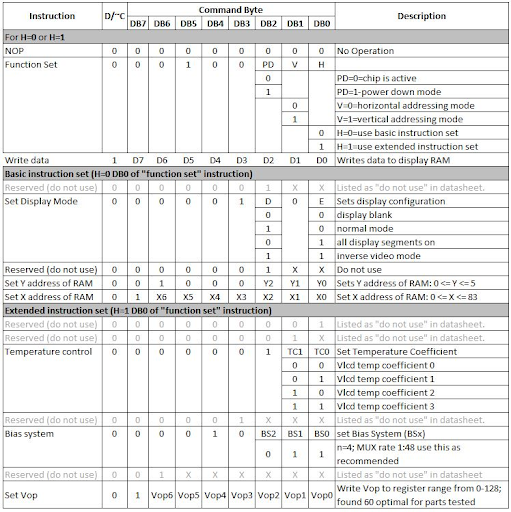 Instruction D/~C Command Byte Description
DB7 DB6 DB5 DB4 DB3 DB2 DB1 DB0
For H=0 or H=1
NOP 0 0 0 0 0 0 0 0 0 No Operation
Function Set 0 0 0 1 0 0 PD V H
0 PD=0=chip is active
1 PD=1-power down mode
0 V=0=horizontal addressing mode
1 V=1=vertical addressing mode
0 H=0=use basic instruction set
1 H=1=use extended instruction set
Write data 1 D7 D6 D5 D4 D3 D2 D1 D0 Writes data to display RAM
Basic instruction set (H=0 DB0 of "function set" instruction)
Reserved (do not use) 0 0 0 0 0 0 1 X X Listed as "do not use" in datasheet.
Set Display Mode 0 0 0 0 0 1 D 0 E Sets display configuration
0 0 display blank
1 0 normal mode
0 1 all display segments on
1 1 inverse video mode
Reserved (do not use) 0 0 0 0 0 0 1 X X Do not use
Set Y address of RAM 0 0 1 0 0 0 Y2 Y1 Y0 Sets Y address of RAM: 0 <= Y <= 5
Set X address of RAM 0 1 X6 X5 X4 X3 X2 X1 X0 Set X address of RAM: 0 <= X <= 83
Extended instruction set (H=1 DB0 of "function set" instruction)
Reserved (do not use) 0 0 0 0 0 0 0 0 1 Listed as "do not use" in datasheet.
Reserved (do not use) 0 0 0 0 0 0 0 1 X Listed as "do not use" in datasheet.
Temperature control 0 0 0 0 0 0 1 TC1 TC0 Set Temperature Coefficient
0 0 Vlcd temp coefficient 0
0 1 Vlcd temp coefficient 1
1 0 Vlcd temp coefficient 2
1 1 Vlcd temp coefficient 3
Reserved (do not use) 0 0 0 0 0 1 X X X Listed as "do not use" in datasheet.
Bias system 0 0 0 0 1 0 BS2 BS1 BS0 set Bias System (BSx)
0 1 1 n=4; MUX rate 1:48 use this as
recommended
Reserved (do not use) 0 0 1 X X X X X X Listed as "do not use" in datasheet.
Set Vop 0 1 Vop6 Vop5 Vop4 Vop3 Vop2 Vop1 Vop0 Write Vop to register range from 0-128;
found 60 optimal for parts tested